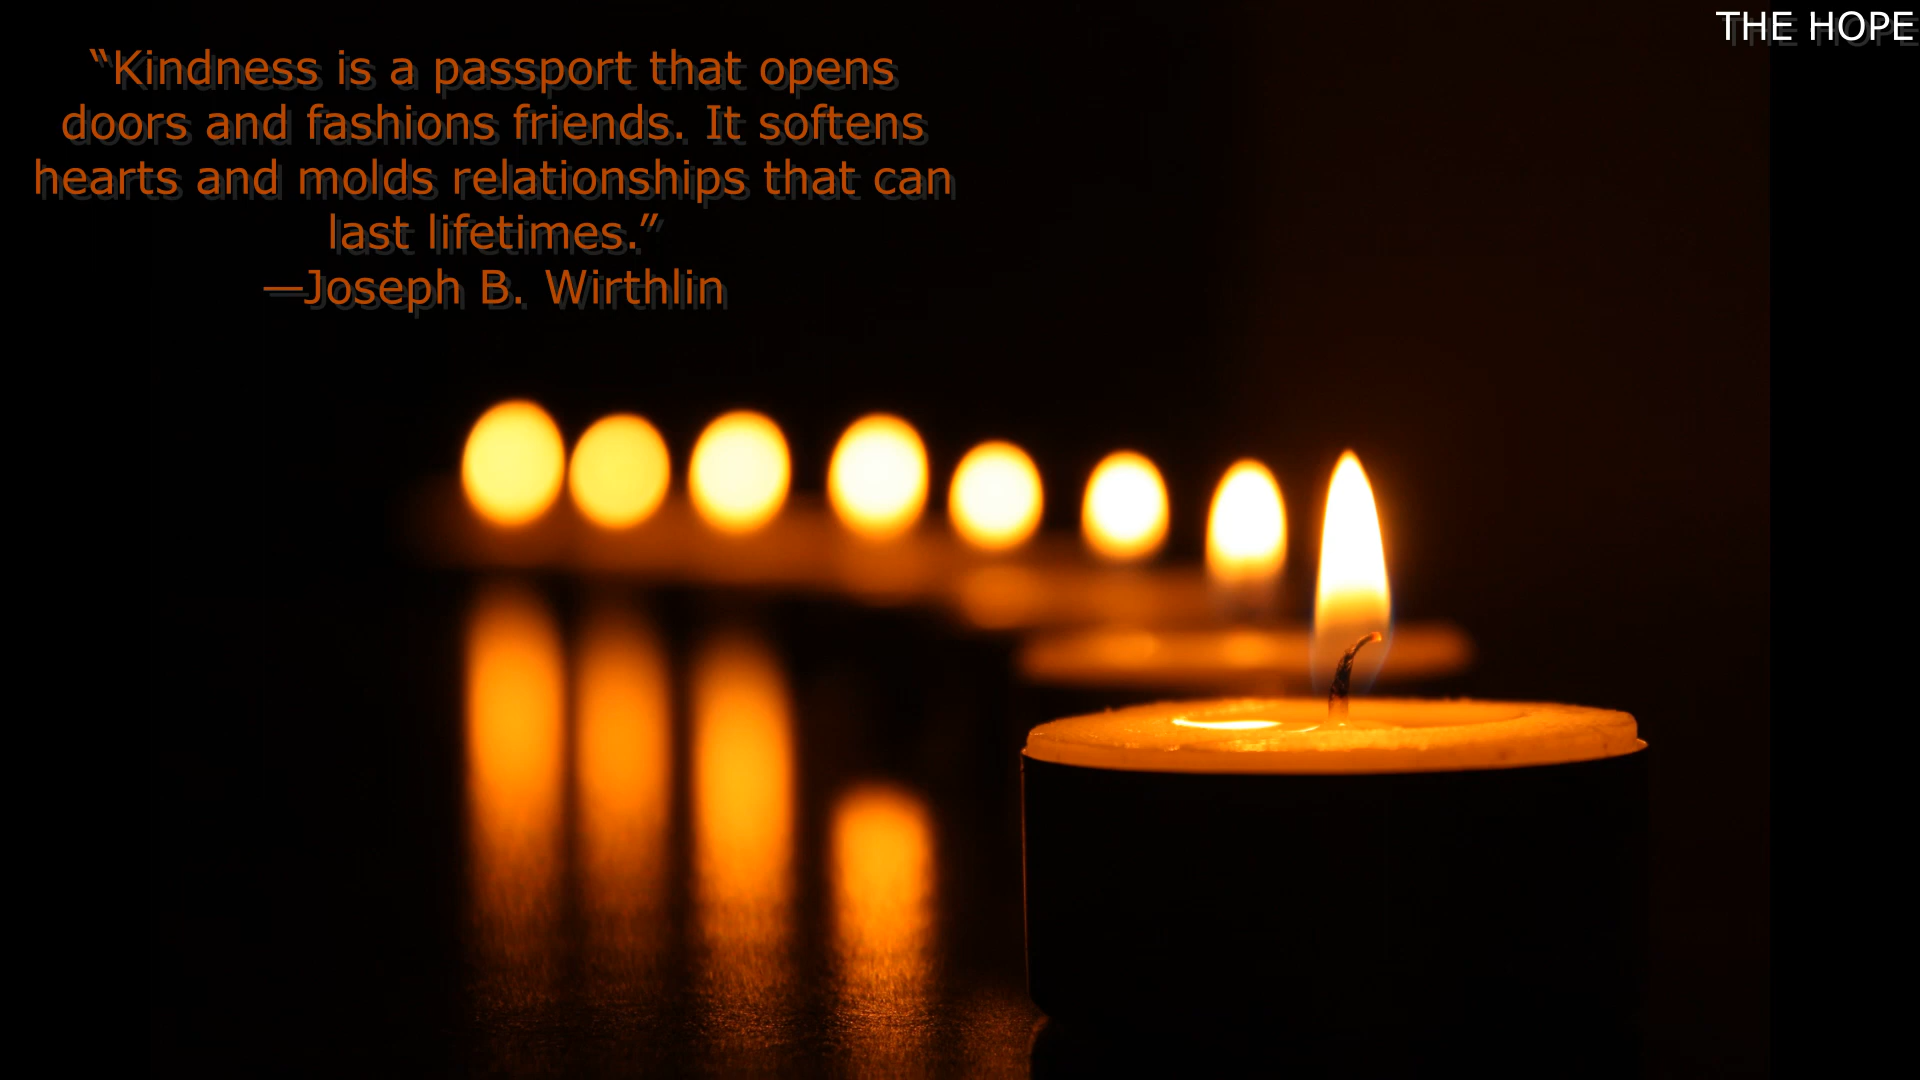 THE HOPE
“Kindness is a passport that opens
doors and fashions friends. It softens
hearts and molds relationships that can
last lifetimes.”
—Joseph B. Wirthlin